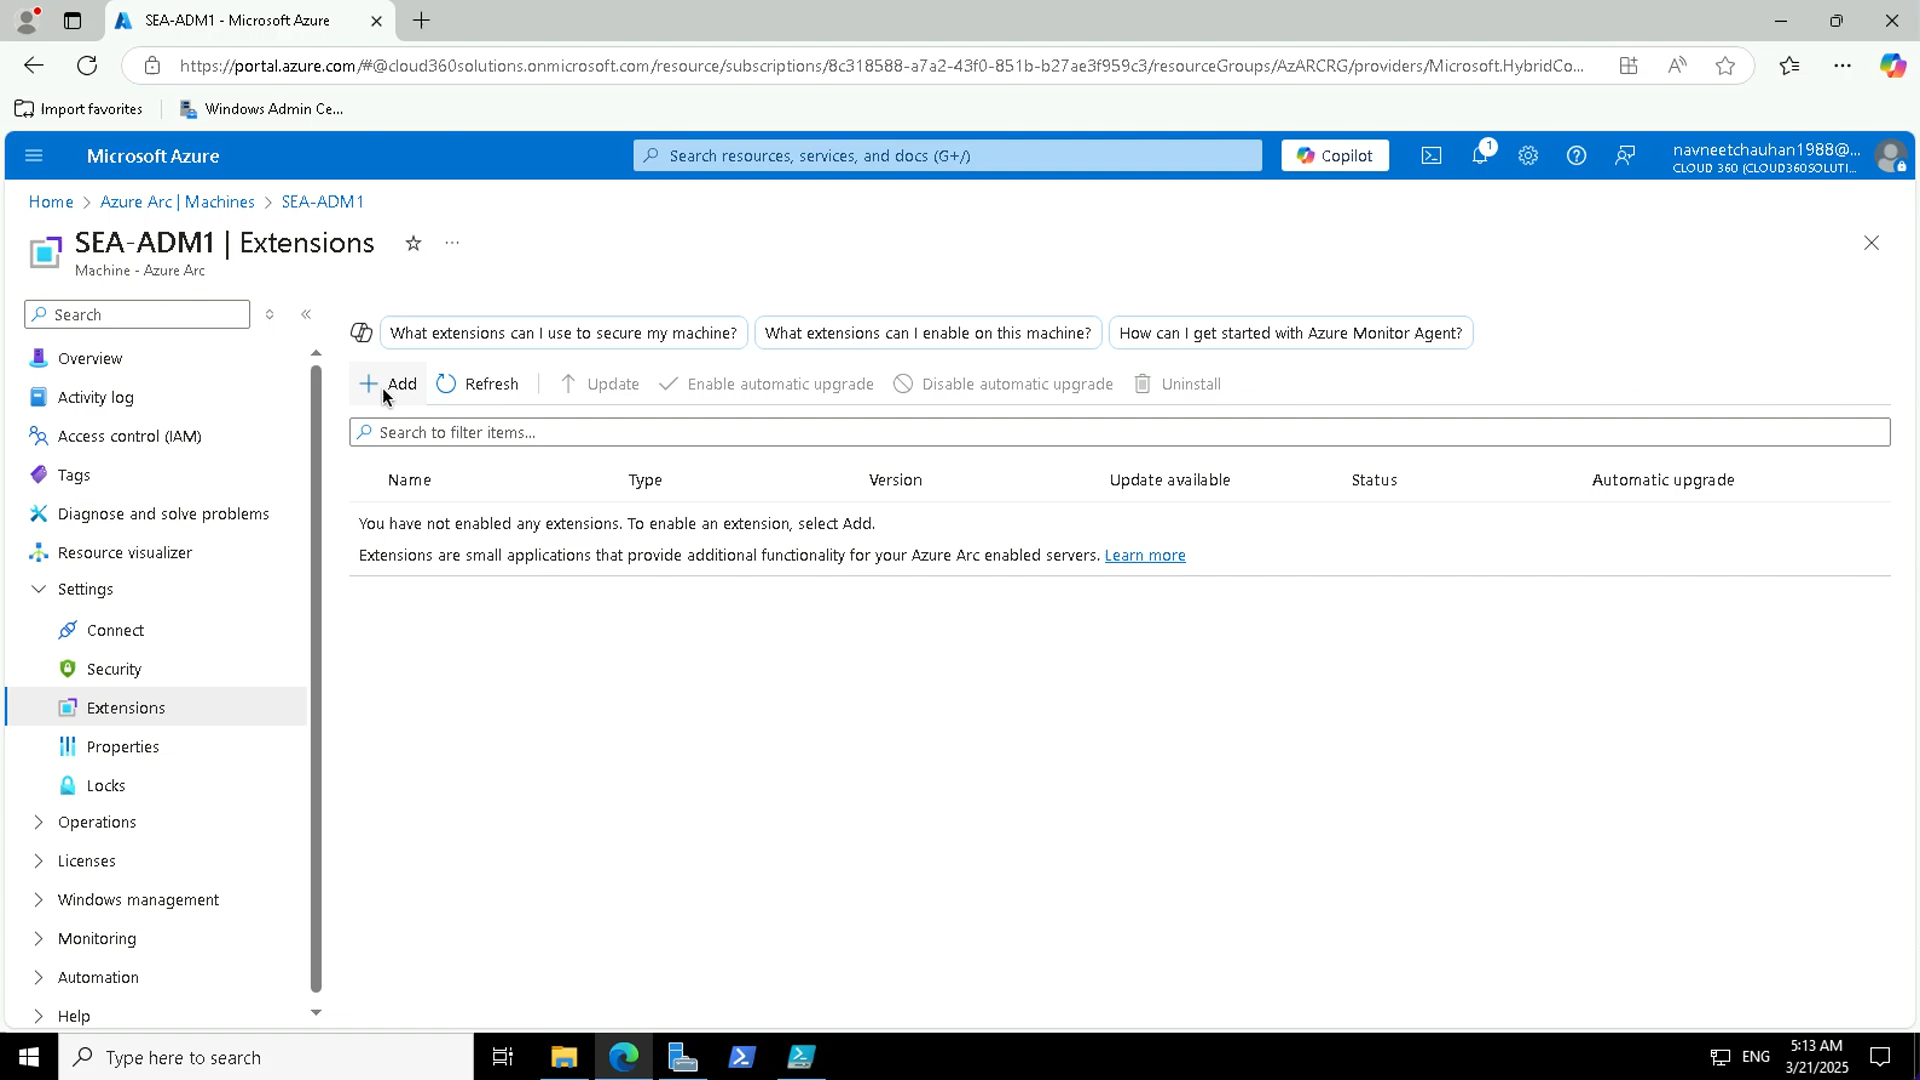 SEA-ADM1 - Microsoft Azure
https://portal.azure.com/#@cloud360solutions.onmicrosoft.com/resource/subscriptions/8c318588-a7a2-43f0-851b-b27ae3f959c3/resourceGroups/AzARCRG/providers/Microsoft.HybridCo...
Import favorites
Windows Admin Ce...
Microsoft Azure
Search resources, services, and docs (G+/)
Copilot
1
navneetchauhan1988@...
CLOUD 360 (CLOUD360SOLUTI...
Home > Azure Arc | Machines > SEA-ADM1
SEA-ADM1 | Extensions
Machine - Azure Arc
Search
What extensions can I use to secure my machine?
What extensions can I enable on this machine?
How can I get started with Azure Monitor Agent?
Add
Refresh
Update
Enable automatic upgrade
Disable automatic upgrade
Uninstall
Search to filter items...
Name
Type
Version
Update available
Status
Automatic upgrade
You have not enabled any extensions. To enable an extension, select Add.
Extensions are small applications that provide additional functionality for your Azure Arc enabled servers. Learn more
Overview
Activity log
Access control (IAM)
Tags
Diagnose and solve problems
Resource visualizer
Settings
Connect
Security
Extensions
Properties
Locks
Operations
Licenses
Windows management
Monitoring
Automation
Help
Type here to search
ENG
5:13 AM
3/21/2025